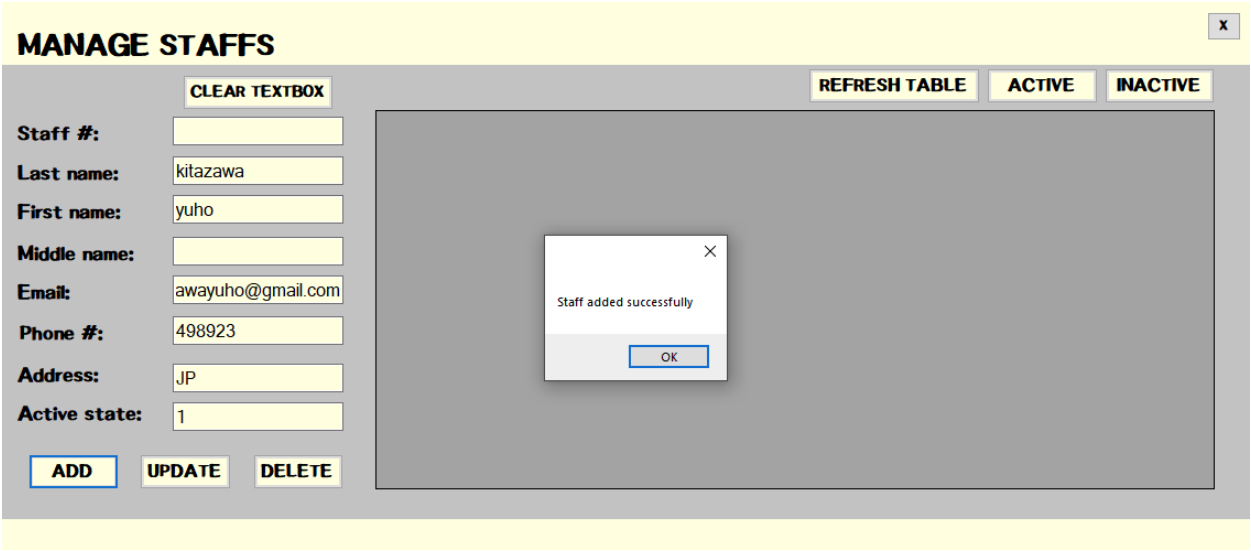 X
MANAGE STAFFS
CLEAR TEXTBOX
REFRESH TABLE
ACTIVE
INACTIVE
Staff #:
Last name: kitazawa
First name: yuho
Middle name:
Email: awayuho@gmail.com
Phone #: 498923
Address: JP
Active state: 1
ADD
UPDATE
DELETE
Staff added successfully
OK